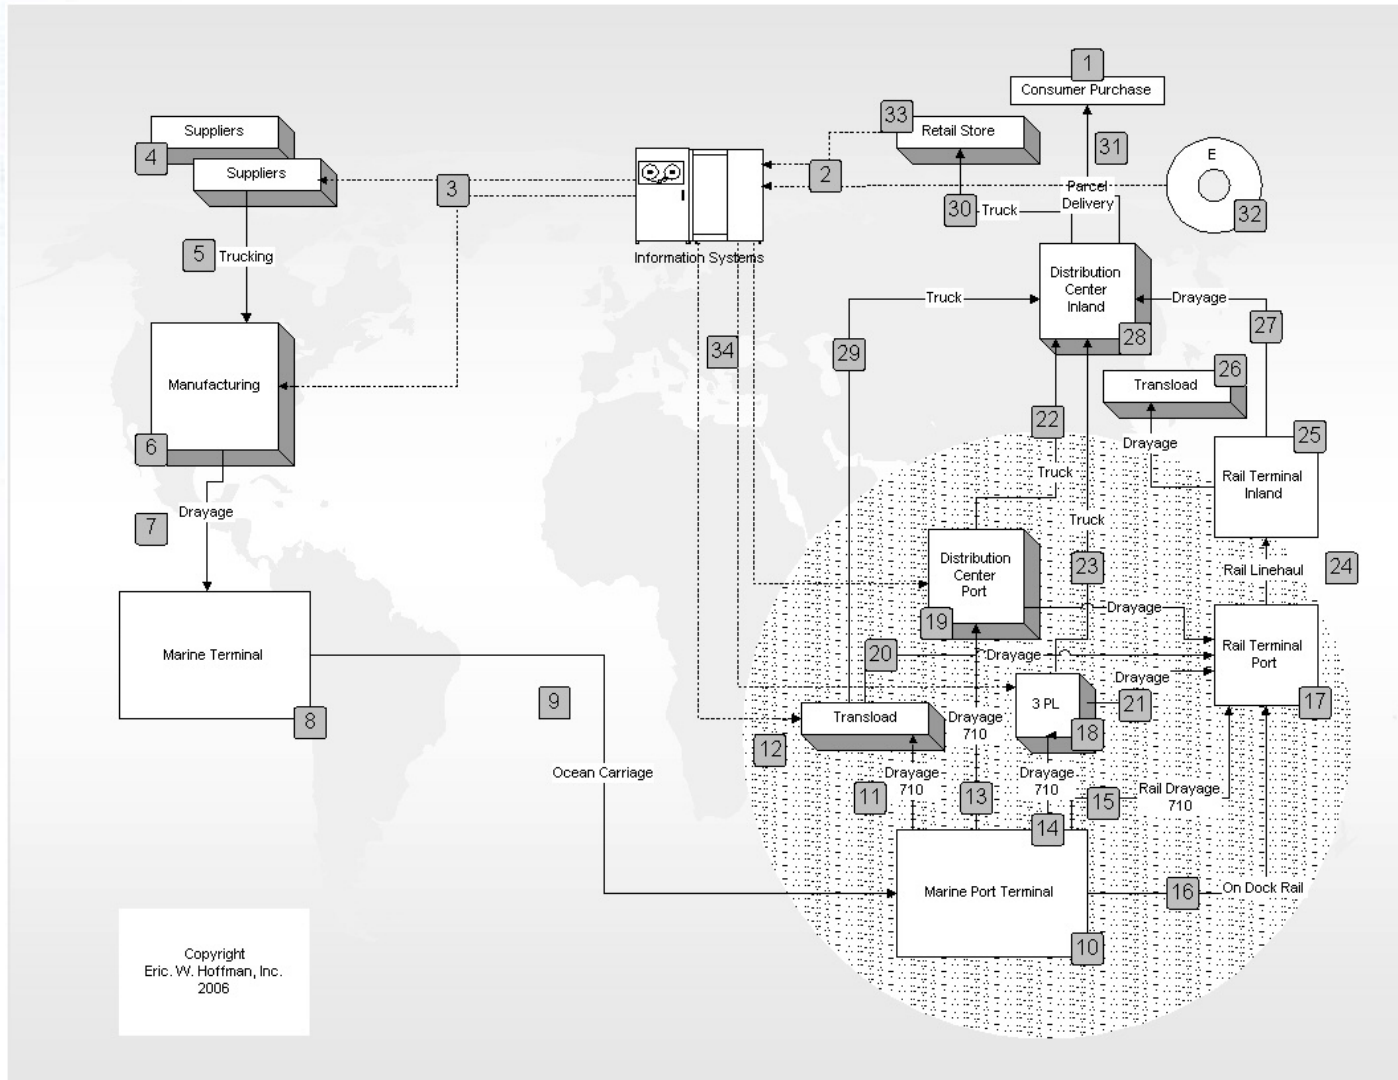 1
Consumer Purchase
33
Retail Store
31
Suppliers
4
Suppliers
3
2
E
32
Parcel
Delivery
30
Truck
5
Trucking
Information Systems
Distribution
Center
Inland
28
Truck
Drayage
27
29
34
26
Transload
Manufacturing
6
22
25
Drayage
Truck
Rail Terminal
Inland
7
Drayage
Truck
23
24
Rail Linehaul
Distribution
Center
Port
19
Drayage
Marine Terminal
8
20
Drayage
Rail Terminal
Port
17
Drayage
21
9
Transload
12
Drayage
710
3 PL
18
Ocean Carriage
Drayage
710
11
13
Drayage
710
14
15
Rail Drayage
710
Marine Port Terminal
10
16
On Dock Rail
Copyright
Eric. W. Hoffman, Inc.
2006